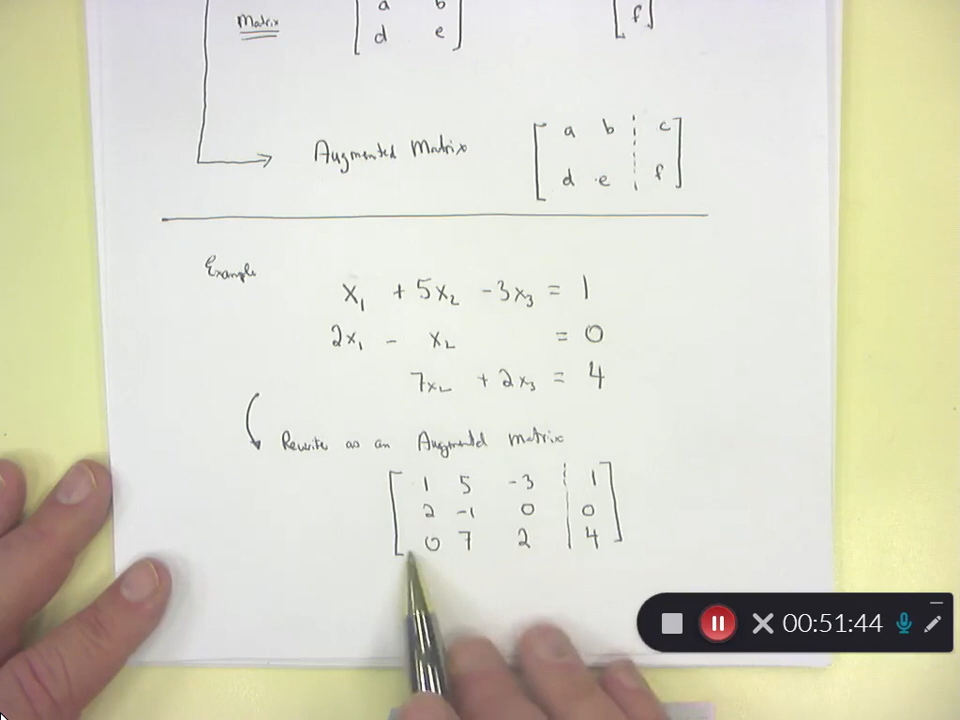 Matrix
a b
d e
f
Augmented Matrix
a b c
d e f
Example
x₁ + 5x₂ - 3x₃ = 1
2x₁ - x₂ = 0
7x₂ + 2x₃ = 4
Rewrite as an Augmented matrix
1 5 -3 1
2 -1 0 0
0 7 2 4
00:51:44